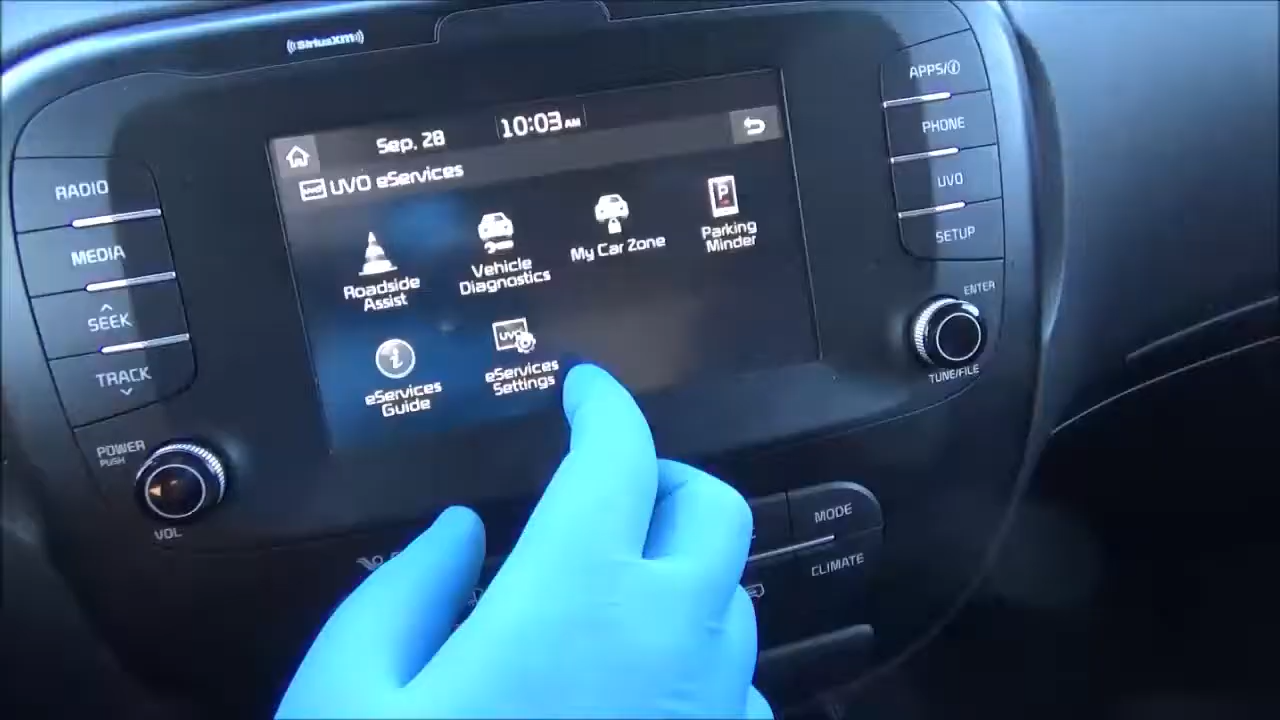 ((SiriusXM))
Sep. 28
10:03 AM
UVO eServices
Roadside
Assist
Vehicle
Diagnostics
My Car Zone
P
Parking
Minder
i
eServices
Guide
UVO
eServices
Settings
RADIO
MEDIA
SEEK
TRACK
POWER
PUSH
VOL
APPS/i
PHONE
UVO
SETUP
ENTER
TUNE/FILE
MODE
CLIMATE